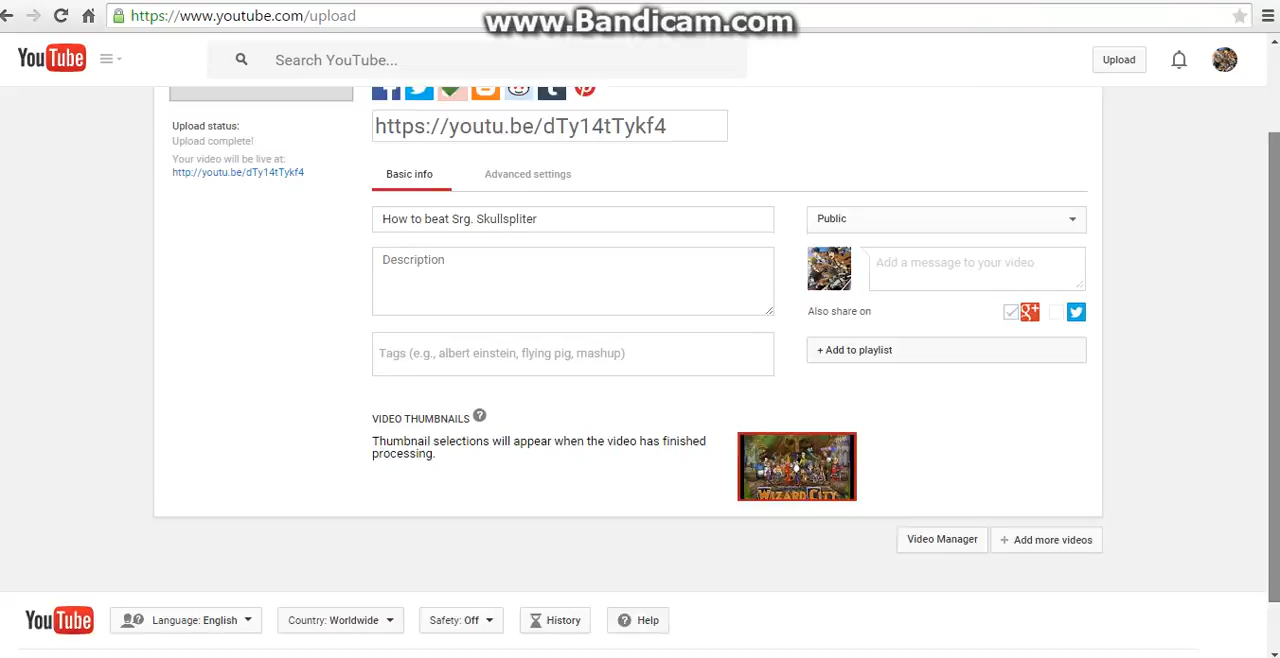 https://www.youtube.com/upload
www.Bandicam.com
YouTube
Search YouTube...
Upload
https://youtu.be/dTy14tTykf4
Upload status:
Upload complete!
Your video will be live at:
http://youtu.be/dTy14tTykf4
Basic info
Advanced settings
How to beat Srg. Skullspliter
Public
Description
Add a message to your video
Also share on
Tags (e.g., albert einstein, flying pig, mashup)
+ Add to playlist
VIDEO THUMBNAILS ?
Thumbnail selections will appear when the video has finished
processing.
WIZARD CITY
Video Manager
+ Add more videos
YouTube
Language: English
Country: Worldwide
Safety: Off
History
Help